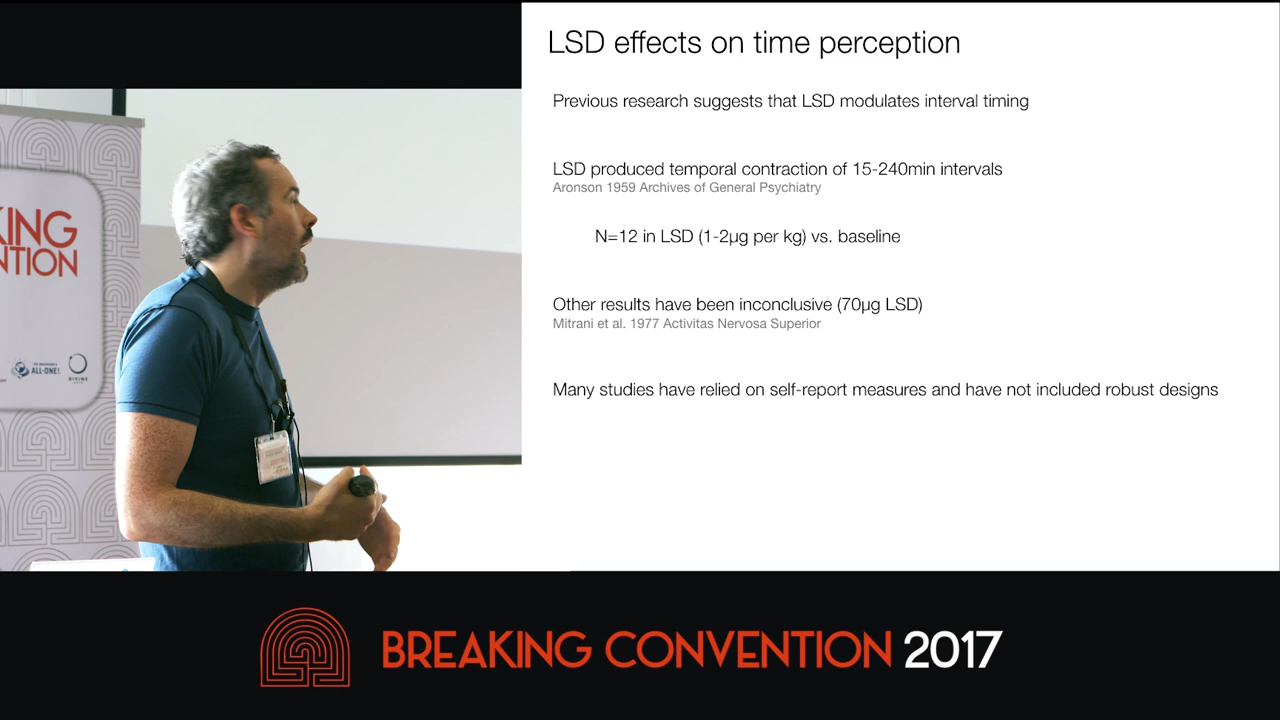 LSD effects on time perception
Previous research suggests that LSD modulates interval timing
LSD produced temporal contraction of 15-240min intervals
Aronson 1959 Archives of General Psychiatry
N=12 in LSD (1-2µg per kg) vs. baseline
Other results have been inconclusive (70µg LSD)
Mitrani et al. 1977 Activitas Nervosa Superior
Many studies have relied on self-report measures and have not included robust designs
KING
NTION
ALL-ONE!
DIVINE
BREAKING CONVENTION 2017